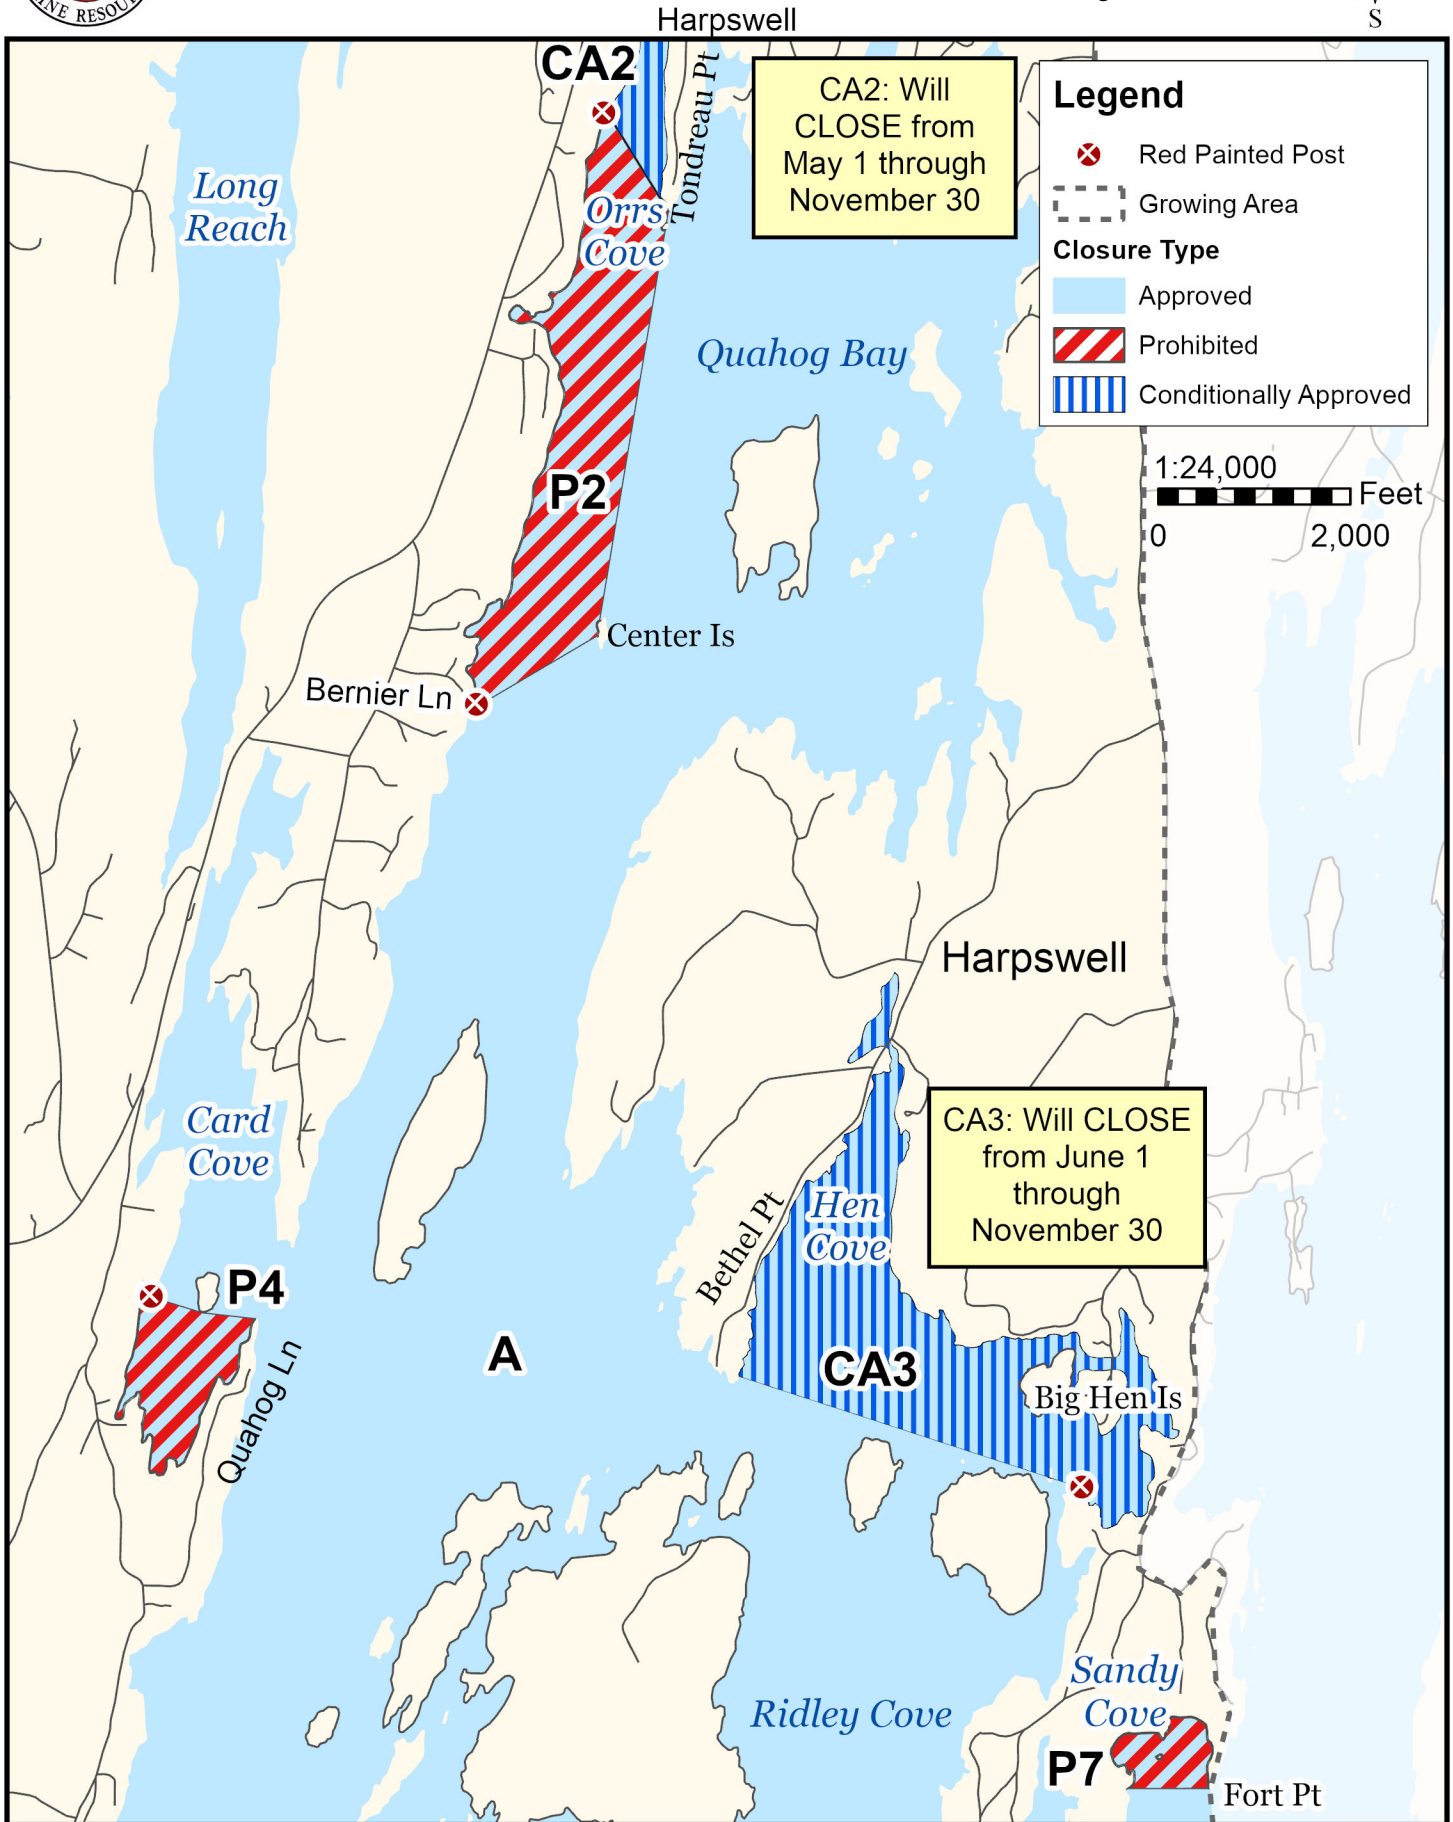 INE RESOU
S
Harpswell
CA2
Tondreau Pt
CA2: Will
CLOSE from
May 1 through
November 30
Legend
Red Painted Post
Growing Area
Closure Type
Approved
Prohibited
Conditionally Approved
Long
Reach
Orrs
Cove
Quahog Bay
1:24,000
Feet
0 2,000
P2
Center Is
Bernier Ln
Harpswell
Card
Cove
CA3: Will CLOSE
from June 1
through
November 30
Hen
Cove
Bethel Pt
P4
Quahog Ln
A
CA3
Big Hen Is
Sandy
Cove
Ridley Cove
P7
Fort Pt